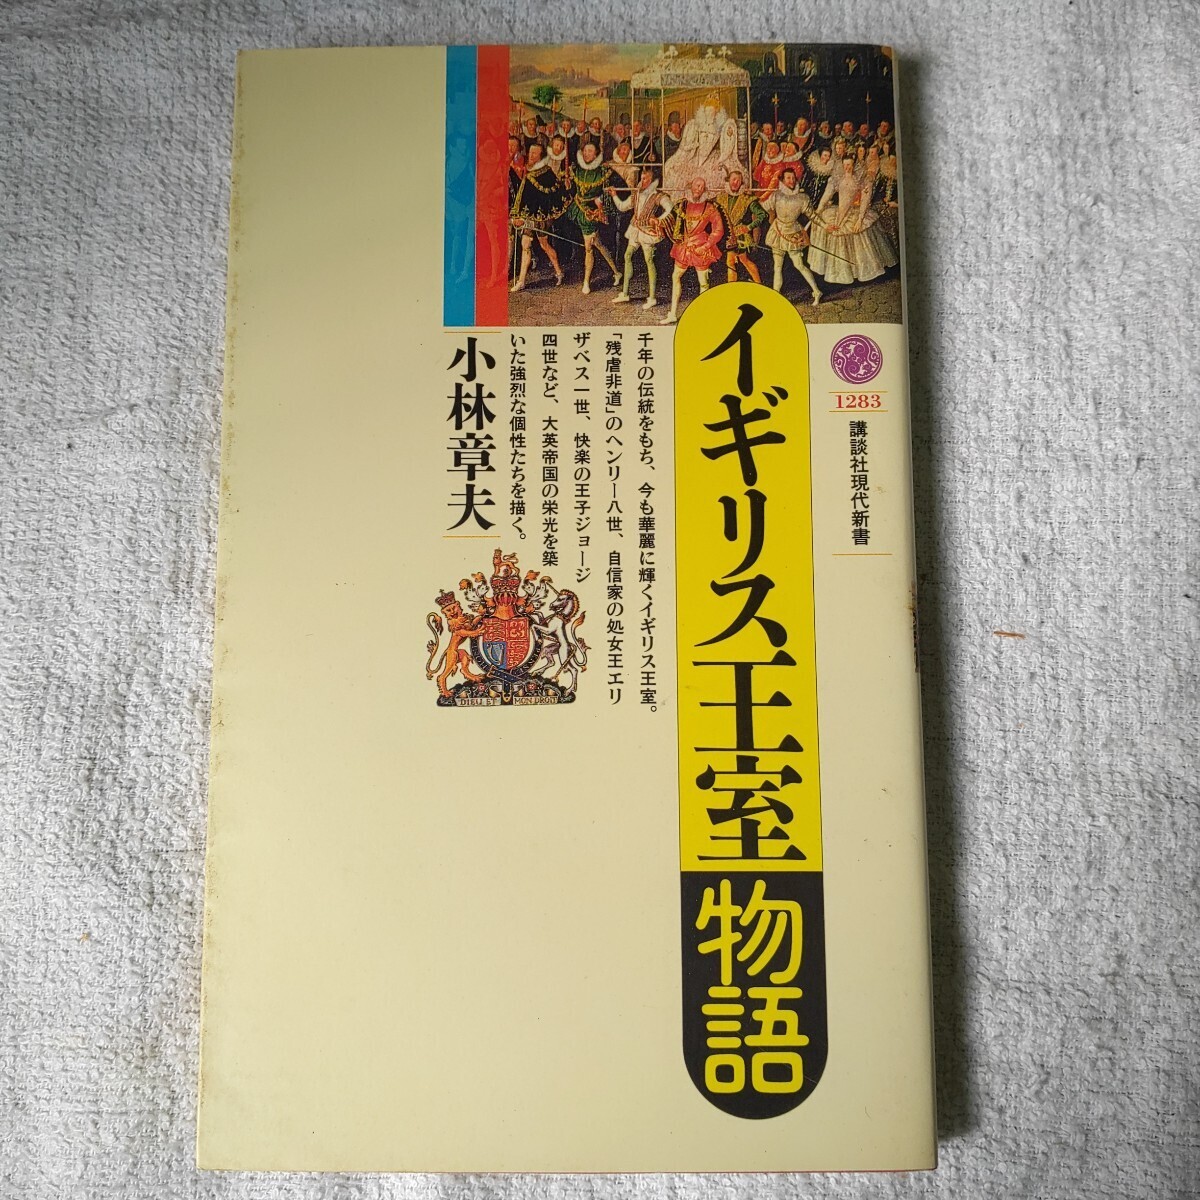 1283
講談社現代新書
イギリス王室
物語
千年の伝統をもち、今も華麗に輝くイギリス王室。
「残虐非道」のヘンリー八世、自信家の処女王エリ
ザベス一世、快楽の王子ジョージ
四世など、大英帝国の栄光を築
いた強烈な個性たちを描く。
小林章夫
DIEU ET MON DROIT